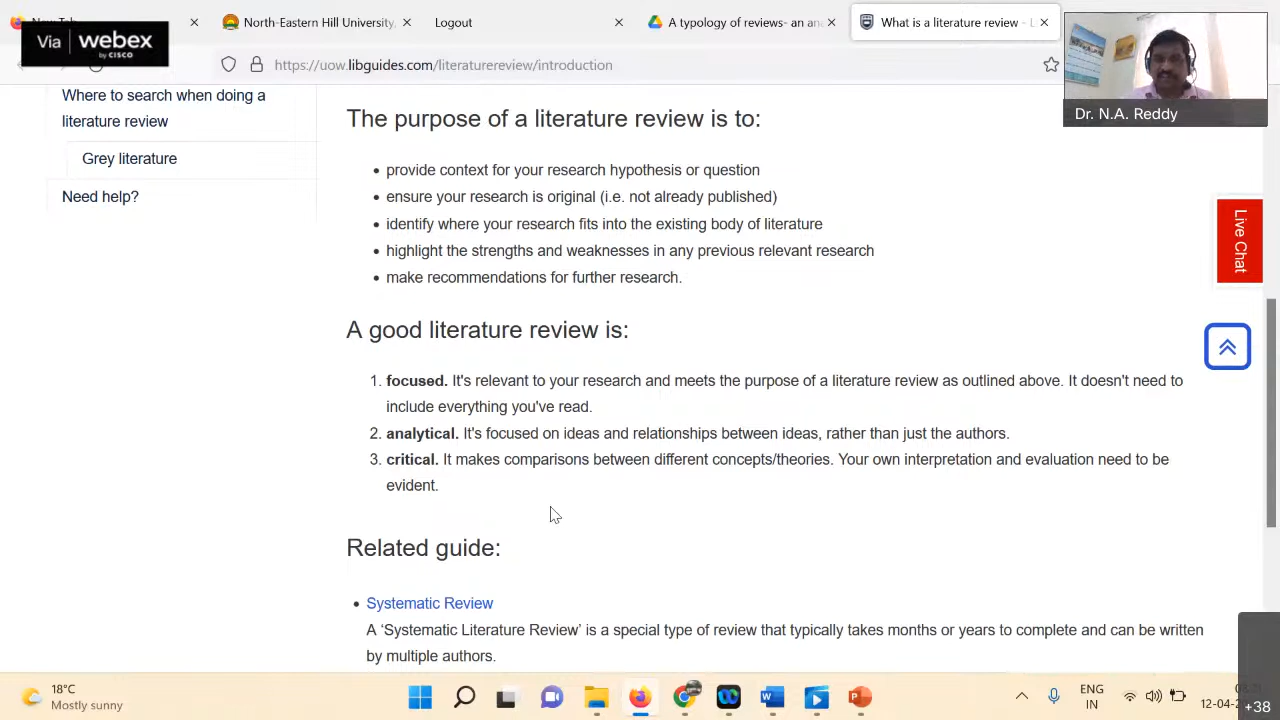 New Tab
North-Eastern Hill University,
Logout
A typology of reviews- an ana
What is a literature review - L
Via webex
by CISCO
https://uow.libguides.com/literaturereview/introduction
Dr. N.A. Reddy
Where to search when doing a
literature review
Grey literature
Need help?
The purpose of a literature review is to:
• provide context for your research hypothesis or question
• ensure your research is original (i.e. not already published)
• identify where your research fits into the existing body of literature
• highlight the strengths and weaknesses in any previous relevant research
• make recommendations for further research.
Live Chat
A good literature review is:
1. focused. It's relevant to your research and meets the purpose of a literature review as outlined above. It doesn't need to
include everything you've read.
2. analytical. It's focused on ideas and relationships between ideas, rather than just the authors.
3. critical. It makes comparisons between different concepts/theories. Your own interpretation and evaluation need to be
evident.
Related guide:
• Systematic Review
A ‘Systematic Literature Review’ is a special type of review that typically takes months or years to complete and can be written
by multiple authors.
18°C
Mostly sunny
ENG
IN
12-04-2
+38